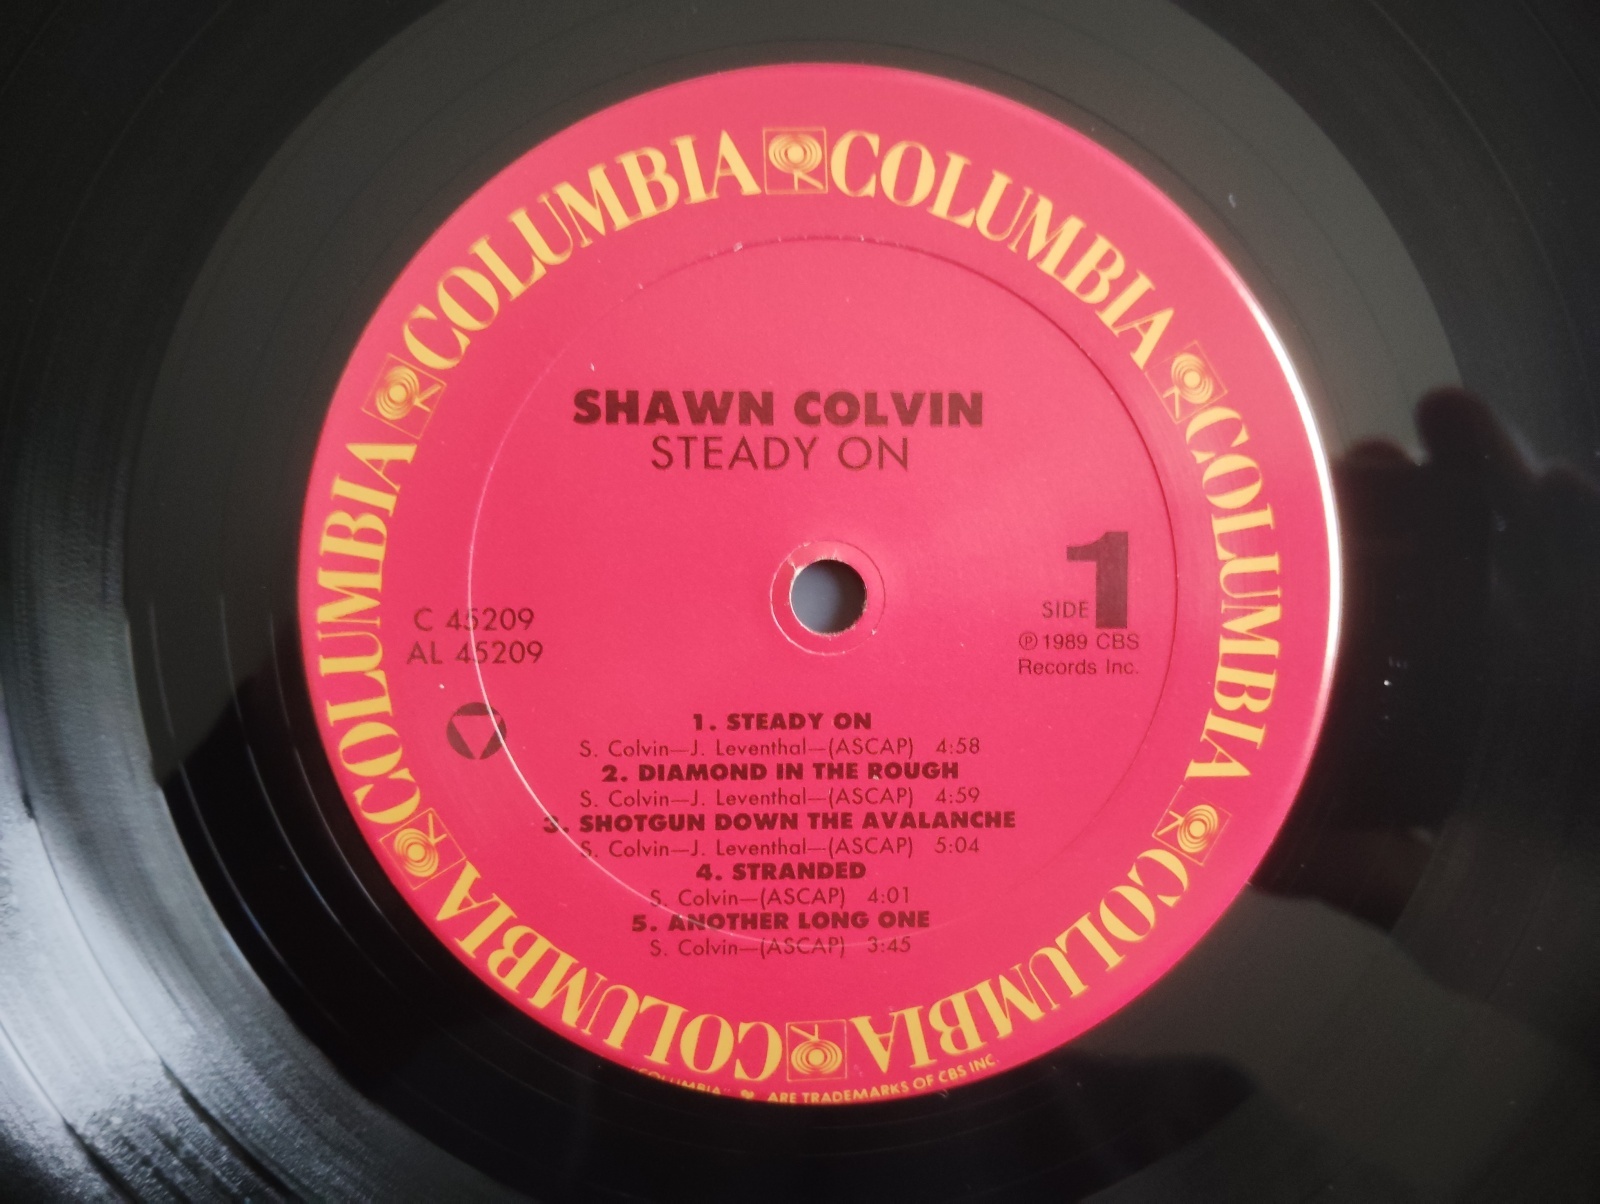 COLUMBIA COLUMBIA COLUMBIA COLUMBIA COLUMBIA COLUMBIA
SHAWN COLVIN
STEADY ON
1
SIDE
℗ 1989 CBS
Records Inc.
C 45209
AL 45209
1. STEADY ON
S. Colvin—J. Leventhal—(ASCAP) 4:58
2. DIAMOND IN THE ROUGH
S. Colvin—J. Leventhal—(ASCAP) 4:59
3. SHOTGUN DOWN THE AVALANCHE
S. Colvin—J. Leventhal—(ASCAP) 5:04
4. STRANDED
S. Colvin—(ASCAP) 4:01
5. ANOTHER LONG ONE
S. Colvin—(ASCAP) 3:45
"COLUMBIA" ARE TRADEMARKS OF CBS INC.